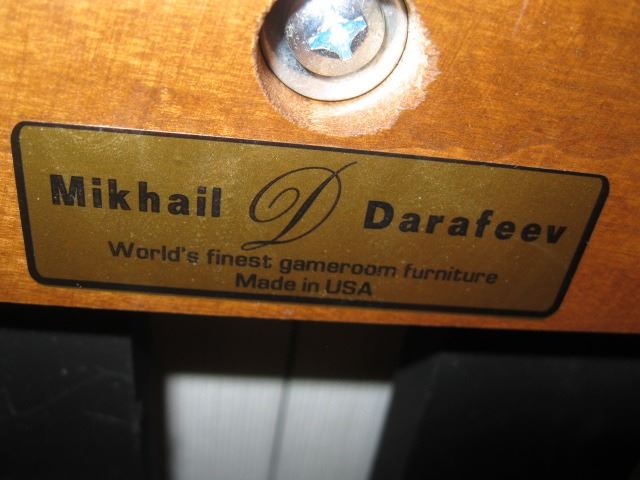 Mikhail D Darafeev
World's finest gameroom furniture
Made in USA